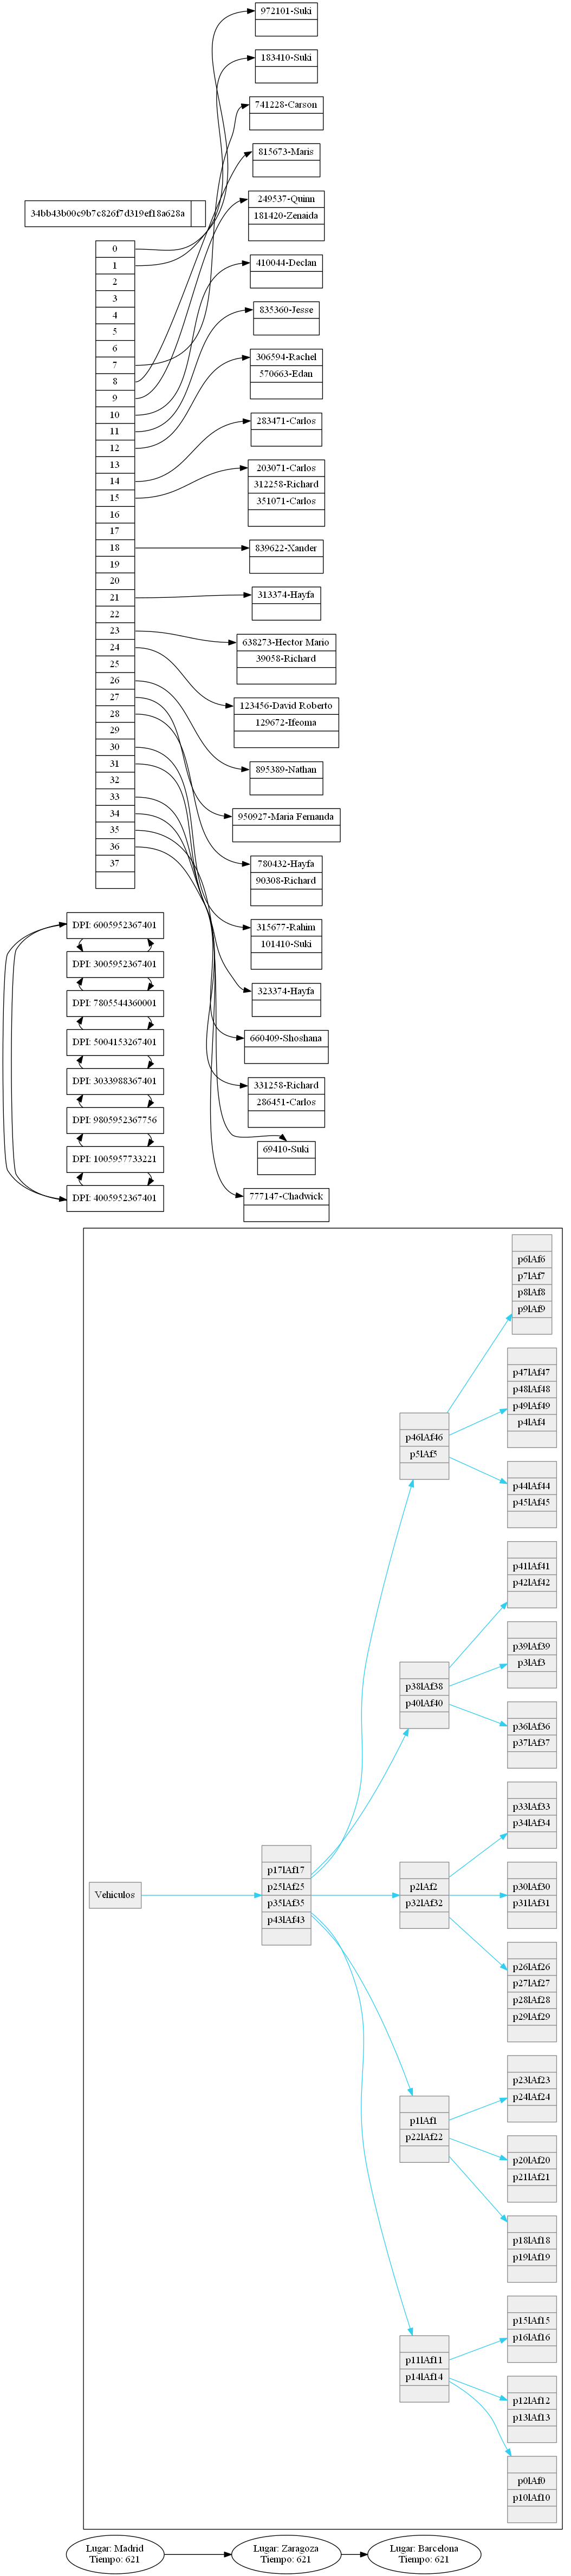 972101-Suki
183410-Suki
741228-Carson
815673-Maris
34bb43b00c9b7c826f7d319ef18a628a
249537-Quinn
181420-Zenaida
0
1
2
3
4
5
6
7
8
9
10
11
12
13
14
15
16
17
18
19
20
21
22
23
24
25
26
27
28
29
30
31
32
33
34
35
36
37
410044-Declan
835360-Jesse
306594-Rachel
570663-Edan
283471-Carlos
203071-Carlos
312258-Richard
351071-Carlos
839622-Xander
313374-Hayfa
638273-Hector Mario
39058-Richard
123456-David Roberto
129672-Ifeoma
895389-Nathan
950927-Maria Fernanda
780432-Hayfa
90308-Richard
315677-Rahim
101410-Suki
323374-Hayfa
660409-Shoshana
331258-Richard
286451-Carlos
69410-Suki
777147-Chadwick
DPI: 6005952367401
DPI: 3005952367401
DPI: 7805544360001
DPI: 5004153267401
DPI: 3033988367401
DPI: 9805952367756
DPI: 1005957733221
DPI: 4005952367401
Vehiculos
p17lAf17
p25lAf25
p35lAf35
p43lAf43
p46lAf46
p5lAf5
p38lAf38
p40lAf40
p2lAf2
p32lAf32
p1lAf1
p22lAf22
p11lAf11
p14lAf14
p6lAf6
p7lAf7
p8lAf8
p9lAf9
p47lAf47
p48lAf48
p49lAf49
p4lAf4
p44lAf44
p45lAf45
p41lAf41
p42lAf42
p39lAf39
p3lAf3
p36lAf36
p37lAf37
p33lAf33
p34lAf34
p30lAf30
p31lAf31
p26lAf26
p27lAf27
p28lAf28
p29lAf29
p23lAf23
p24lAf24
p20lAf20
p21lAf21
p18lAf18
p19lAf19
p15lAf15
p16lAf16
p12lAf12
p13lAf13
p0lAf0
p10lAf10
Lugar: Madrid
Tiempo: 621
Lugar: Zaragoza
Tiempo: 621
Lugar: Barcelona
Tiempo: 621